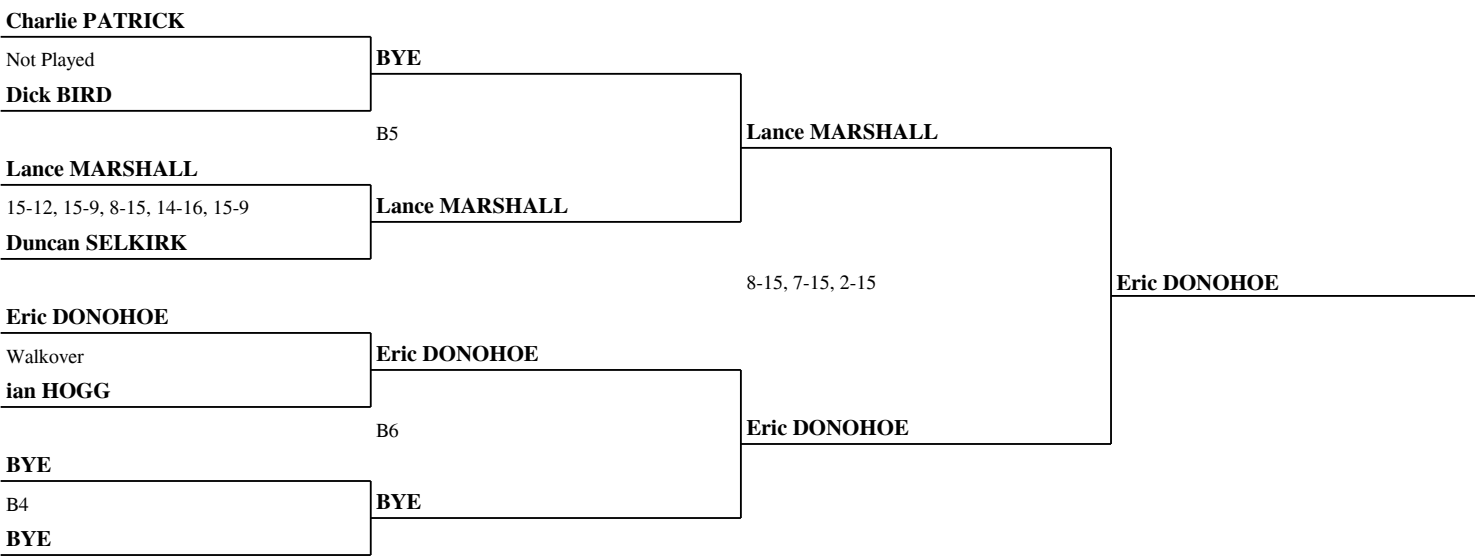 Charlie PATRICK
Not Played
Dick BIRD
BYE
B5
Lance MARSHALL
15-12, 15-9, 8-15, 14-16, 15-9
Duncan SELKIRK
Lance MARSHALL
Lance MARSHALL
8-15, 7-15, 2-15
Eric DONOHOE
Eric DONOHOE
Walkover
ian HOGG
Eric DONOHOE
B6
Eric DONOHOE
BYE
B4
BYE
BYE